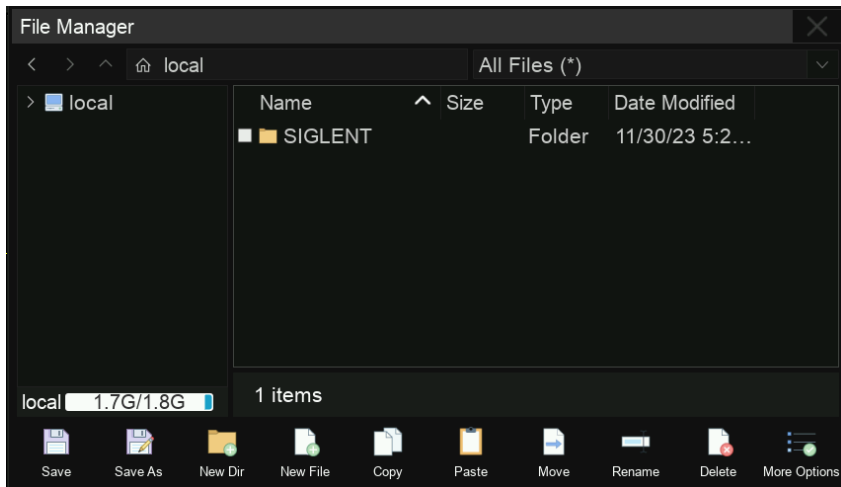 File Manager
local
All Files (*)
local
Name Size Type Date Modified
SIGLENT Folder 11/30/23 5:2...
local 1.7G/1.8G
1 items
Save Save As New Dir New File Copy Paste Move Rename Delete More Options